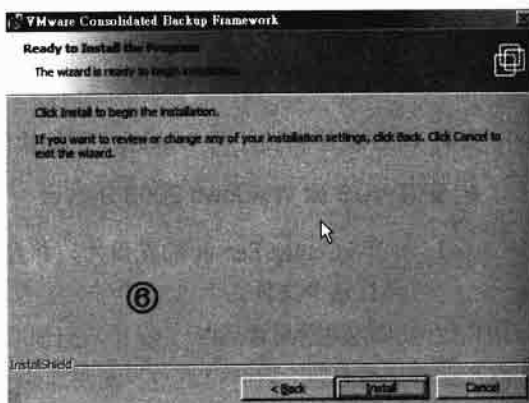 VMware Consolidated Backup Framework
Ready to Install the Program
The wizard is ready to begin installation.
Click Install to begin the installation.
If you want to review or change any of your installation settings, click Back. Click Cancel to
exit the wizard.
⑥
InstallShield
< Back
Install
Cancel